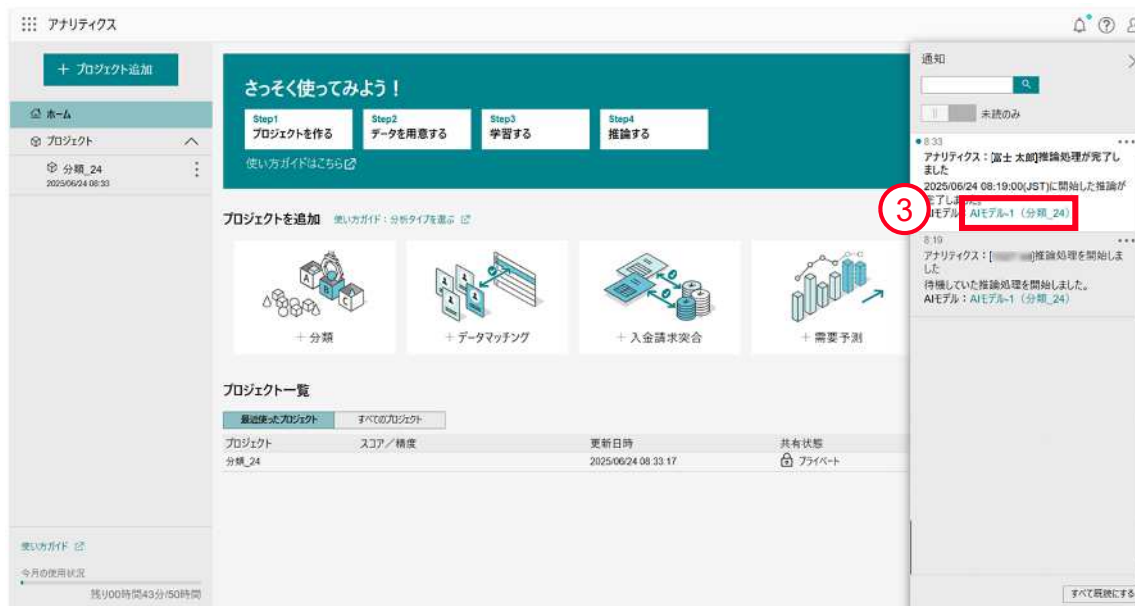 アナリティクス
＋ プロジェクト追加
ホーム
プロジェクト
分類_24
2025/06/24 08:33
使い方ガイド
今月の使用状況
残り00時間43分/50時間
さっそく使ってみよう！
Step1
プロジェクトを作る
Step2
データを用意する
Step3
学習する
Step4
推論する
使い方ガイドはこちら
プロジェクトを追加 使い方ガイド：分析タイプを選ぶ
＋分類
＋データマッチング
＋入金請求突合
＋需要予測
プロジェクト一覧
最近使ったプロジェクト すべてのプロジェクト
プロジェクト スコア／精度 更新日時 共有状態
分類_24 2025/06/24 08:33:17 プライベート
通知
未読のみ
8:33
アナリティクス：[富士 太郎]推論処理が完了し
ました
2025/06/24 08:19:00(JST)に開始した推論が
完了しました。
③
AIモデル：AIモデル-1（分類_24）
8:19
アナリティクス：[ ]推論処理を開始しま
した
待機していた推論処理を開始しました。
AIモデル：AIモデル-1（分類_24）
すべて既読にする